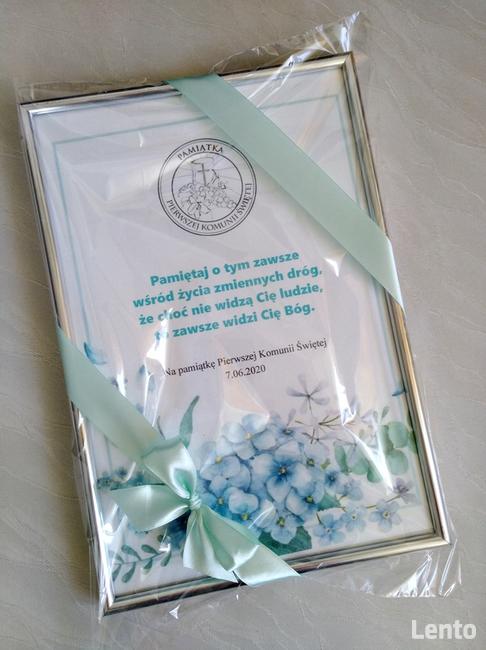 PAMIĄTKA
PIERWSZEJ KOMUNII ŚWIĘTEJ
Pamiętaj o tym zawsze
wśród życia zmiennych dróg,
że choć nie widzą Cię ludzie,
to zawsze widzi Cię Bóg.
Na pamiątkę Pierwszej Komunii Świętej
7.06.2020
Lento